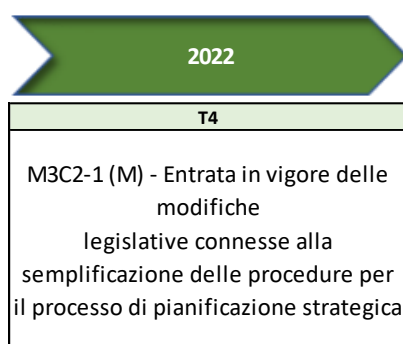 2022
T4
M3C2-1 (M) - Entrata in vigore delle
modifiche
legislative connesse alla
semplificazione delle procedure per
il processo di pianificazione strategica